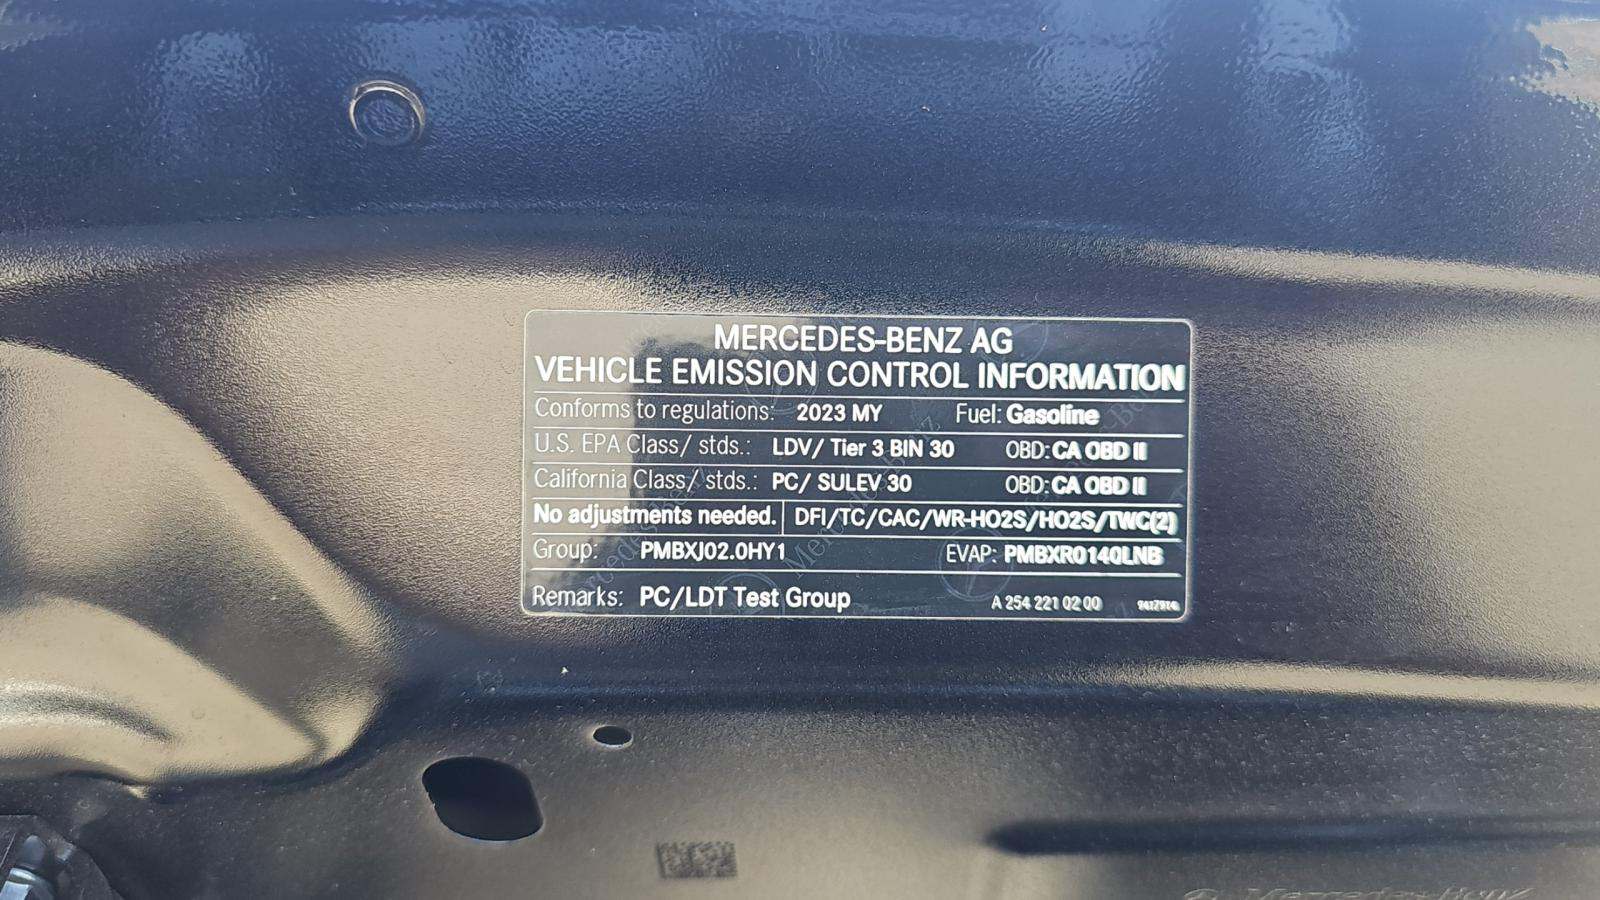 MERCEDES-BENZ AG
VEHICLE EMISSION CONTROL INFORMATION
Conforms to regulations: 2023 MY Fuel: Gasoline
U.S. EPA Class/ stds.: LDV/ Tier 3 BIN 30 OBD: CA OBD II
California Class/ stds.: PC/ SULEV 30 OBD: CA OBD II
No adjustments needed. DFI/TC/CAC/WR-HO2S/HO2S/TWC(2)
Group: PMBXJ02.0HY1 EVAP: PMBXR0140LNB
Remarks: PC/LDT Test Group A 254 221 02 00